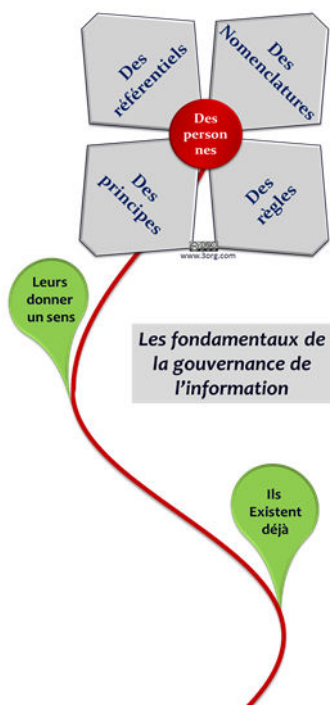 Des
référentiels
Des
Nomenclatures
Des
person
nes
Des
principes
Des
règles
www.3org.com
Leurs
donner
un sens
Les fondamentaux de
la gouvernance de
l'information
Ils
Existent
déjà